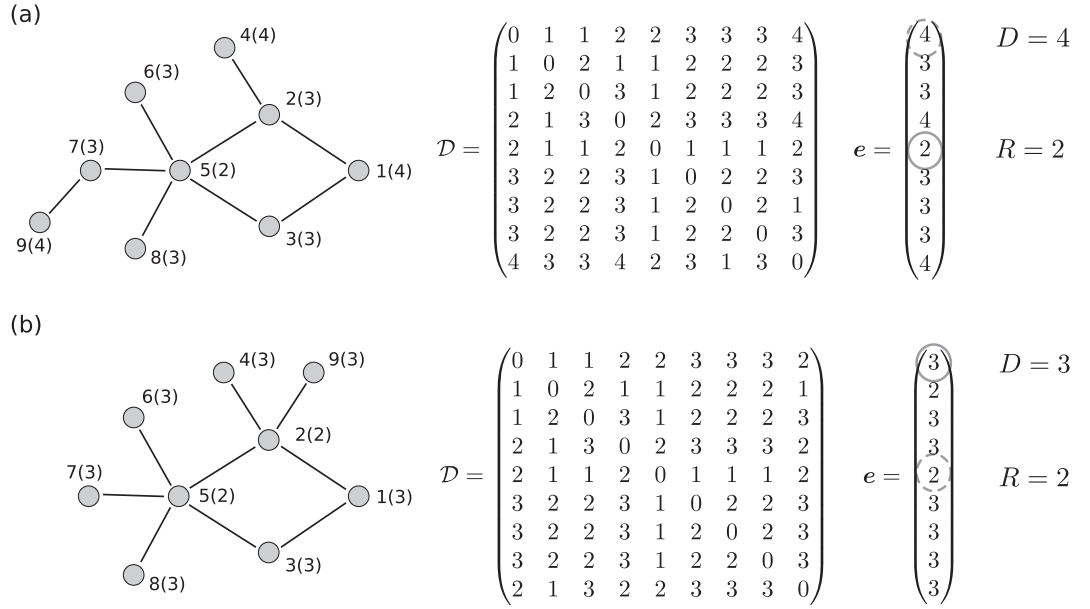 (a)
4(4)
6(3)
2(3)
7(3)
5(2)
1(4)
9(4)
3(3)
8(3)
0 1 1 2 2 3 3 3 4
1 0 2 1 1 2 2 2 3
1 2 0 3 1 2 2 2 3
2 1 3 0 2 3 3 3 4
𝒟 = 2 1 1 2 0 1 1 1 2
3 2 2 3 1 0 2 2 3
3 2 2 3 1 2 0 2 1
3 2 2 3 1 2 2 0 3
4 3 3 4 2 3 1 3 0
4
3
3
4
e = 2
3
3
3
4
D = 4
R = 2
(b)
4(3)
9(3)
6(3)
2(2)
7(3)
5(2)
1(3)
3(3)
8(3)
0 1 1 2 2 3 3 3 2
1 0 2 1 1 2 2 2 1
1 2 0 3 1 2 2 2 3
2 1 3 0 2 3 3 3 2
𝒟 = 2 1 1 2 0 1 1 1 2
3 2 2 3 1 0 2 2 3
3 2 2 3 1 2 0 2 3
3 2 2 3 1 2 2 0 3
2 1 3 2 2 3 3 3 0
3
2
3
3
e = 2
3
3
3
3
D = 3
R = 2